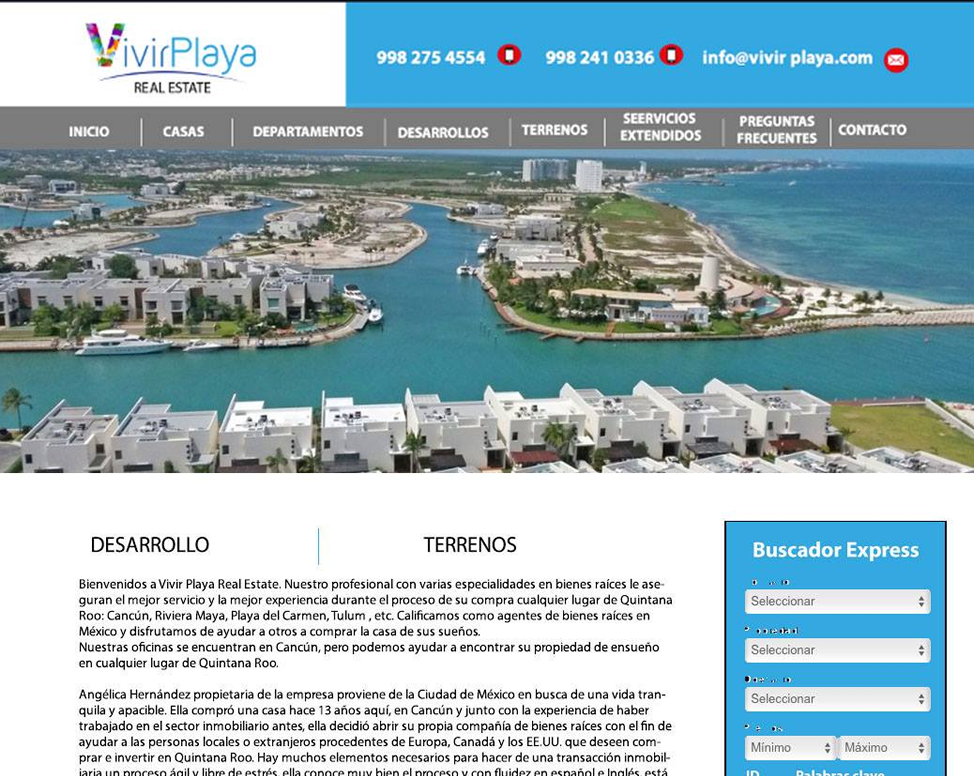 VivirPlaya
REAL ESTATE
998 275 4554
998 241 0336
info@vivir playa.com
INICIO
CASAS
DEPARTAMENTOS
DESARROLLOS
TERRENOS
SEERVICIOS
EXTENDIDOS
PREGUNTAS
FRECUENTES
CONTACTO
DESARROLLO
TERRENOS
Bienvenidos a Vivir Playa Real Estate. Nuestro profesional con varias especialidades en bienes raíces le ase-
guran el mejor servicio y la mejor experiencia durante el proceso de su compra cualquier lugar de Quintana
Roo: Cancún, Riviera Maya, Playa del Carmen, Tulum , etc. Calificamos como agentes de bienes raíces en
México y disfrutamos de ayudar a otros a comprar la casa de sus sueños.
Nuestras oficinas se encuentran en Cancún, pero podemos ayudar a encontrar su propiedad de ensueño
en cualquier lugar de Quintana Roo.
Angélica Hernández propietaria de la empresa proviene de la Ciudad de México en busca de una vida tran-
quila y apacible. Ella compró una casa hace 13 años aquí, en Cancún y junto con la experiencia de haber
trabajado en el sector inmobiliario antes, ella decidió abrir su propia compañía de bienes raíces con el fin de
ayudar a las personas locales o extranjeros procedentes de Europa, Canadá y los EE.UU. que deseen com-
prar e invertir en Quintana Roo. Hay muchos elementos necesarios para hacer de una transacción inmobil-
iaria un proceso ágil y libre de estrés, ella conoce muy bien el proceso y con fluidez en español e Inglés, está
Buscador Express
Seleccionar
Seleccionar
Seleccionar
Mínimo
Máximo
ID
Palabras clave